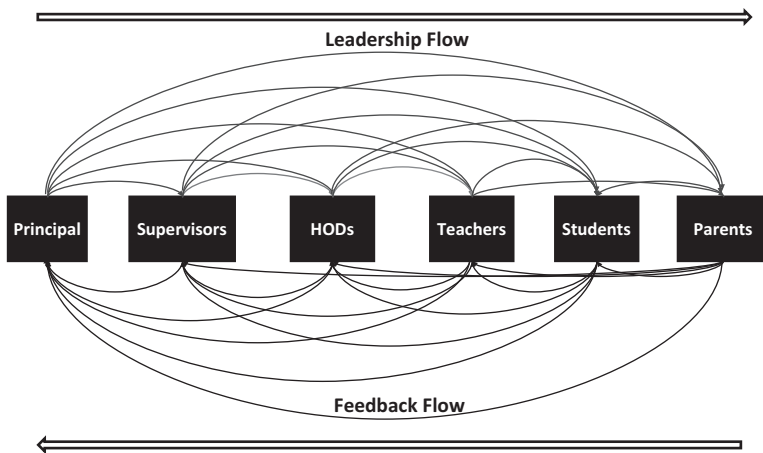 Leadership Flow
Principal
Supervisors
HODs
Teachers
Students
Parents
Feedback Flow